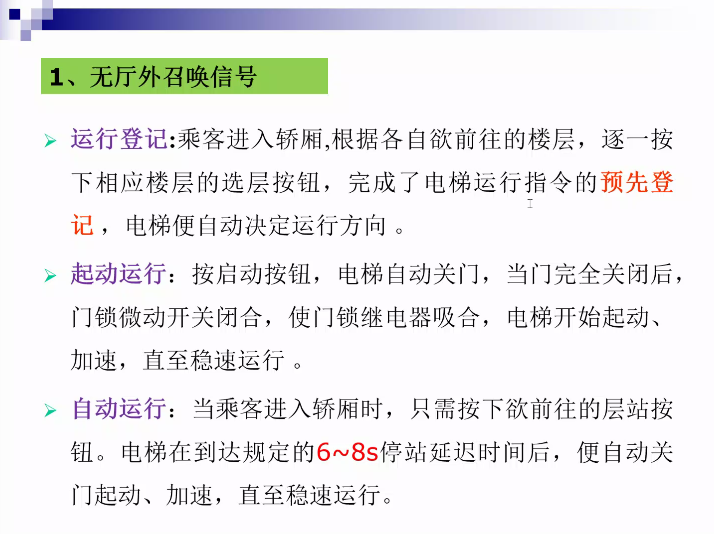 1、无厅外召唤信号
运行登记:乘客进入轿厢,根据各自欲前往的楼层，逐一按
下相应楼层的选层按钮，完成了电梯运行指令的预先登
记 ，电梯便自动决定运行方向 。
起动运行：按启动按钮，电梯自动关门，当门完全关闭后，
门锁微动开关闭合，使门锁继电器吸合，电梯开始起动、
加速，直至稳速运行 。
自动运行：当乘客进入轿厢时，只需按下欲前往的层站按
钮。电梯在到达规定的6~8s停站延迟时间后，便自动关
门起动、加速，直至稳速运行。